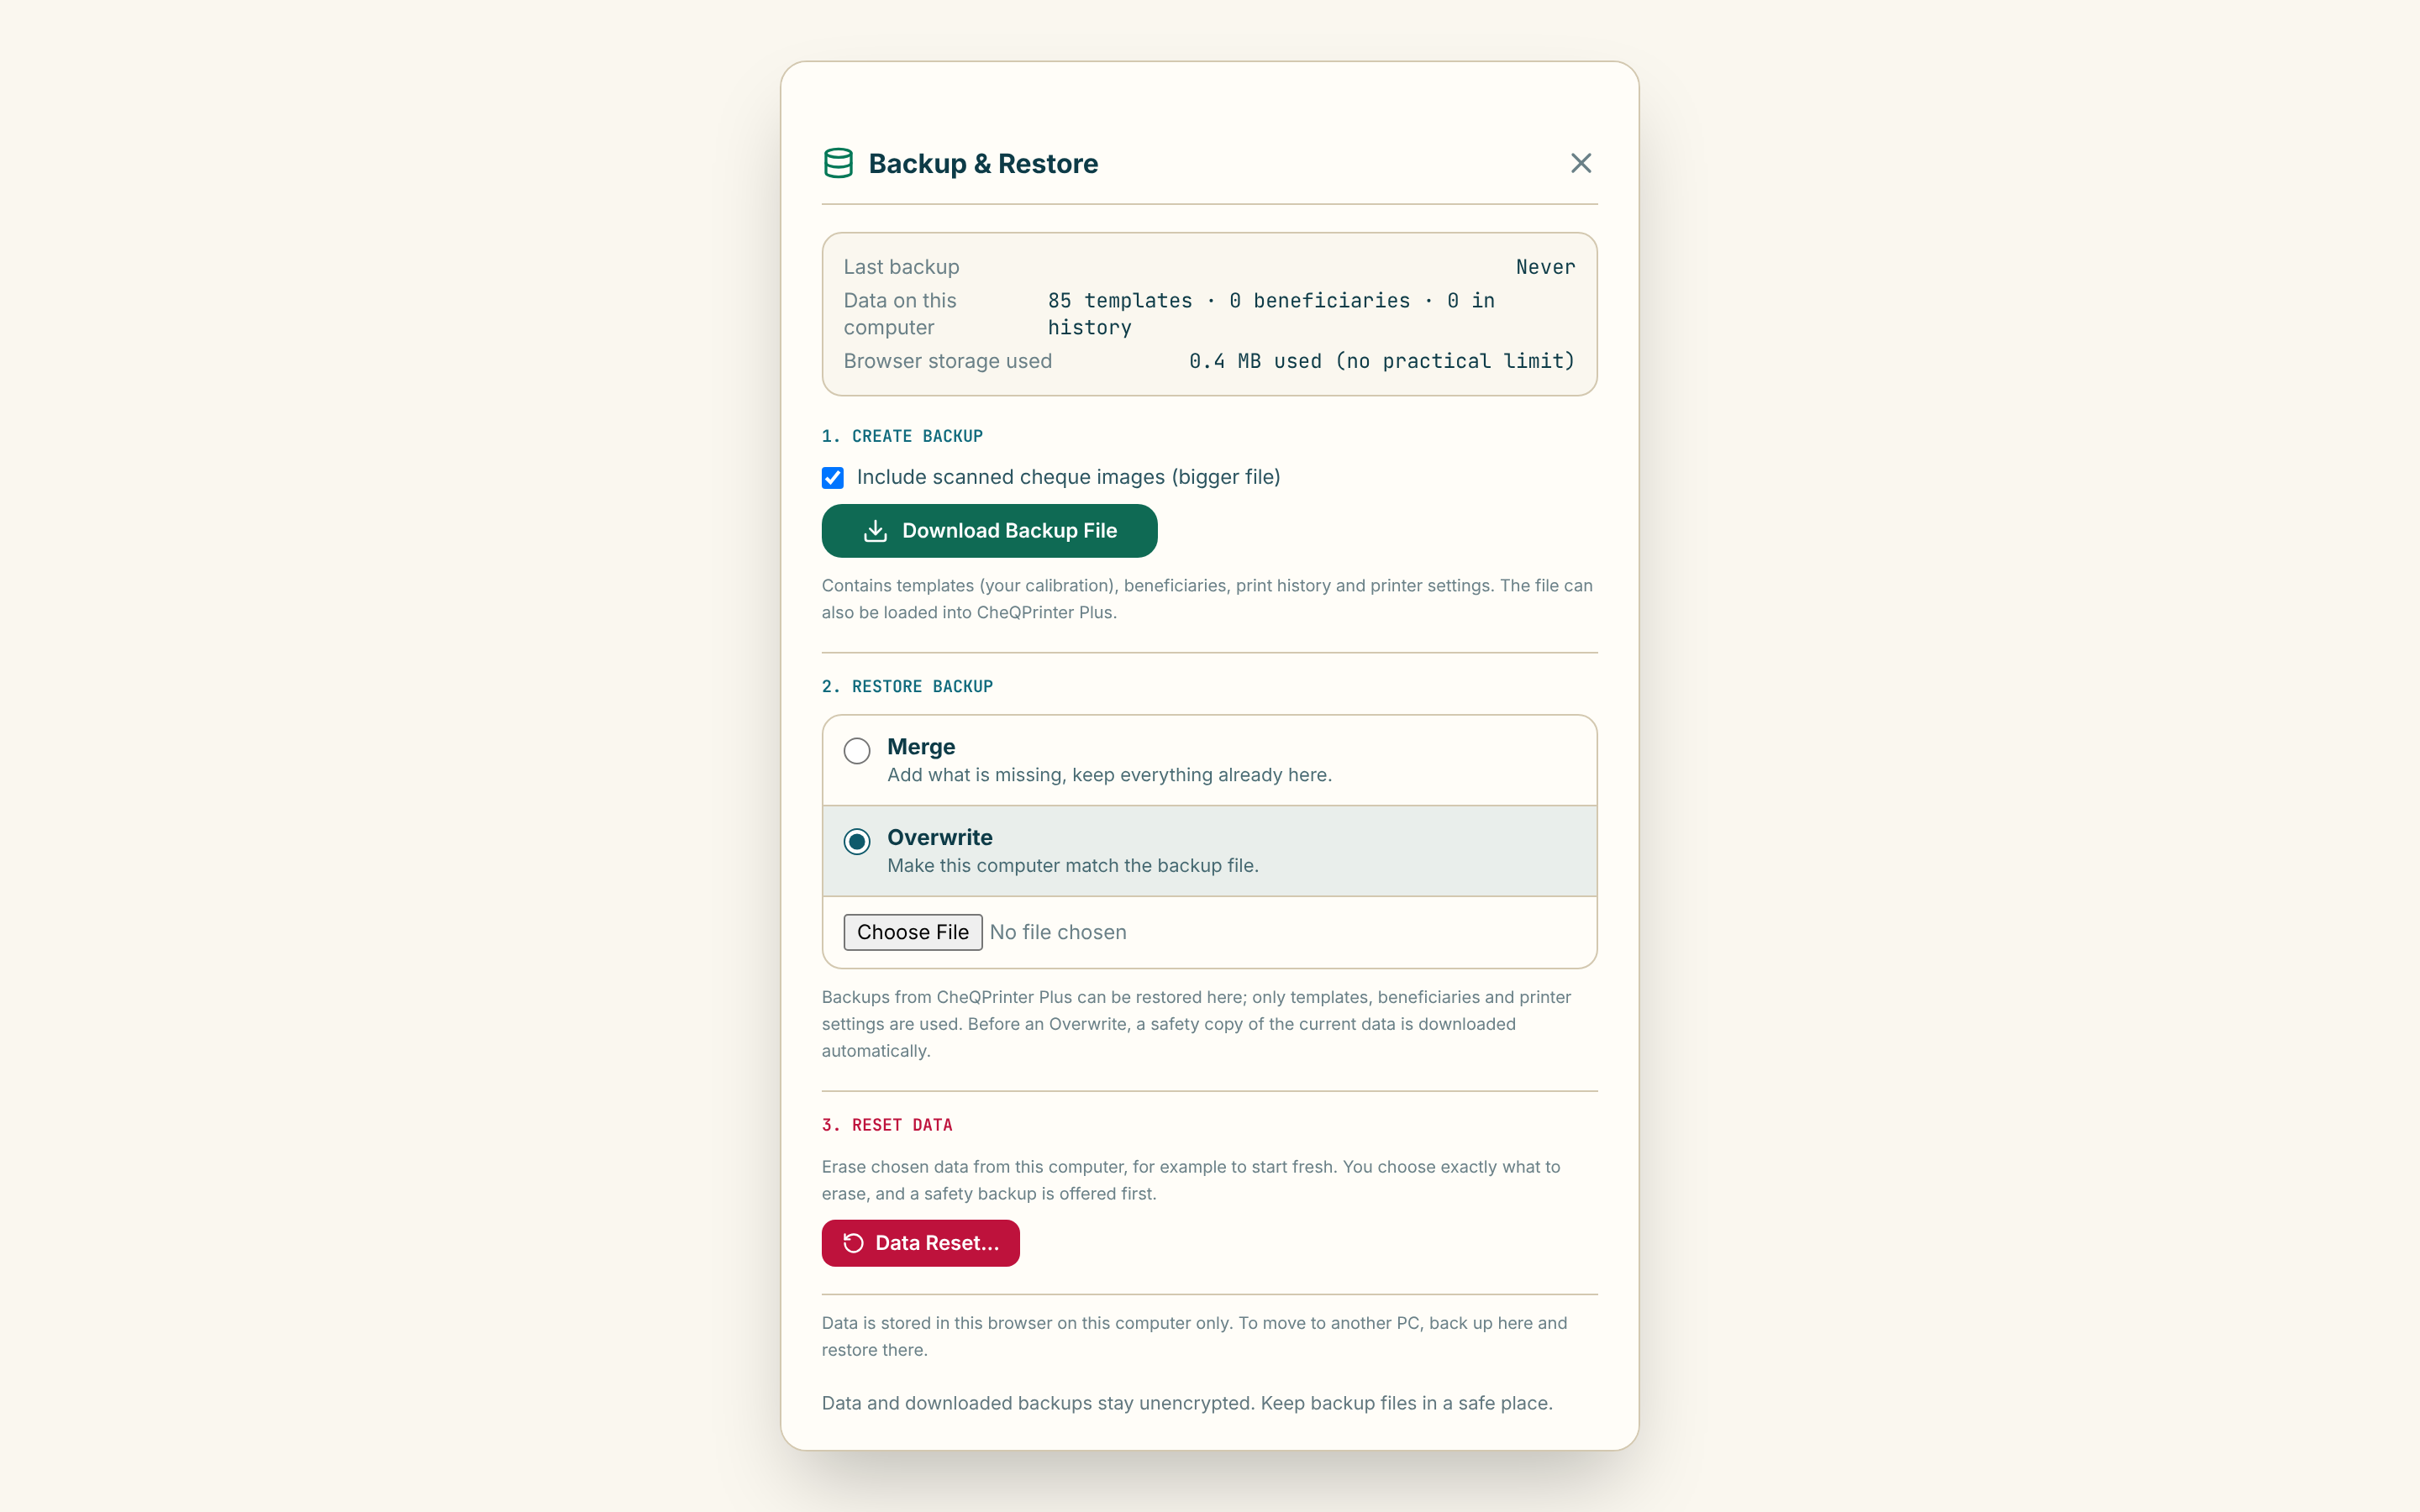 Backup & Restore
Last backup Never
Data on this computer 85 templates · 0 beneficiaries · 0 in history
Browser storage used 0.4 MB used (no practical limit)
1. CREATE BACKUP
Include scanned cheque images (bigger file)
Download Backup File
Contains templates (your calibration), beneficiaries, print history and printer settings. The file can
also be loaded into CheQPrinter Plus.
2. RESTORE BACKUP
Merge
Add what is missing, keep everything already here.
Overwrite
Make this computer match the backup file.
Choose File No file chosen
Backups from CheQPrinter Plus can be restored here; only templates, beneficiaries and printer
settings are used. Before an Overwrite, a safety copy of the current data is downloaded
automatically.
3. RESET DATA
Erase chosen data from this computer, for example to start fresh. You choose exactly what to
erase, and a safety backup is offered first.
Data Reset...
Data is stored in this browser on this computer only. To move to another PC, back up here and
restore there.
Data and downloaded backups stay unencrypted. Keep backup files in a safe place.